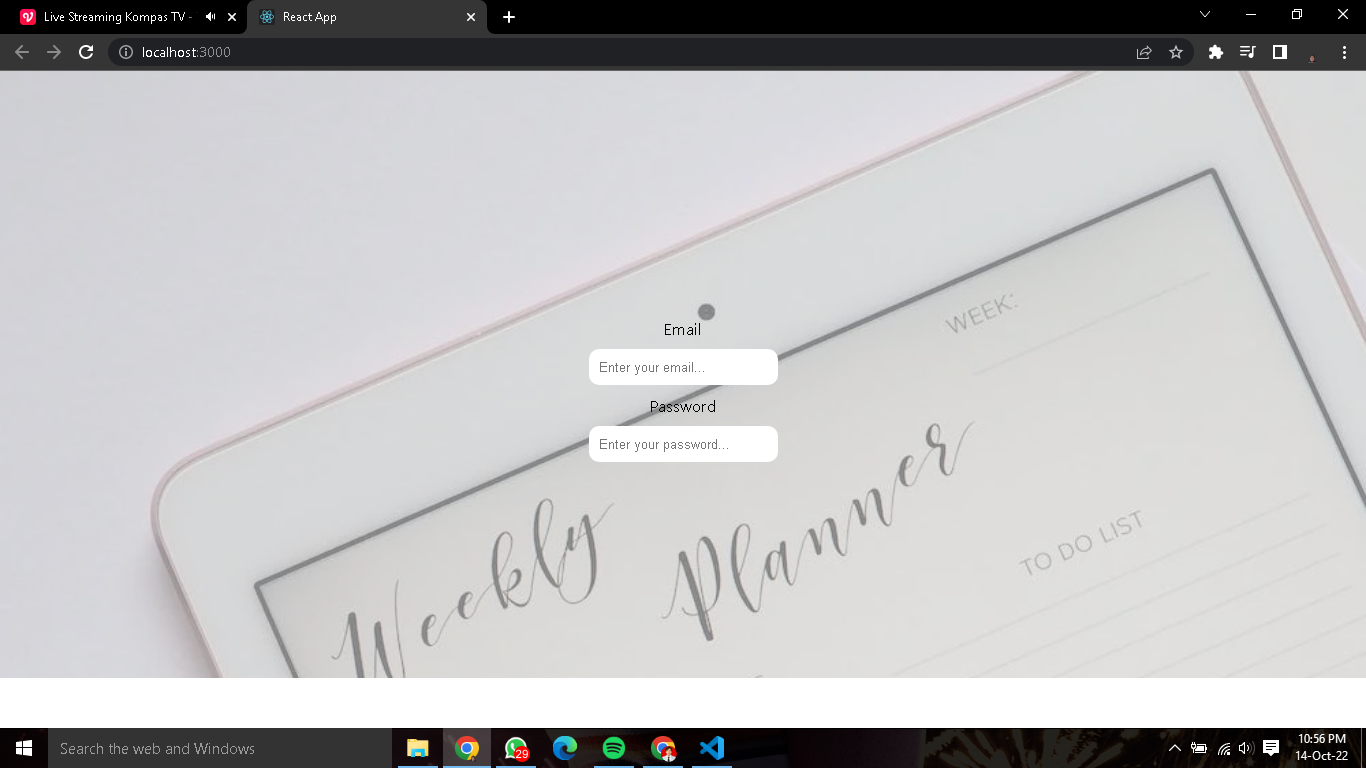 Live Streaming Kompas TV -
React App
localhost:3000
WEEK:
Email
Enter your email...
Password
Enter your password...
Weekly Planner
TO DO LIST
Search the web and Windows
29
10:56 PM
14-Oct-22